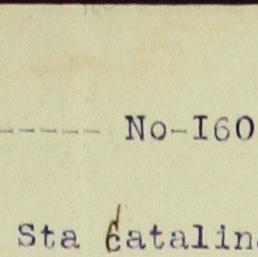 ----- No-I60
Sta Catalin